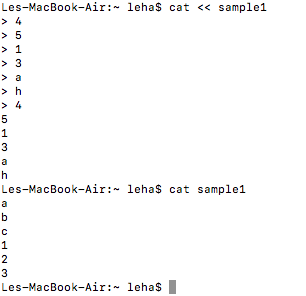 Les-MacBook-Air:~ leha$ cat << sample1
> 4
> 5
> 1
> 3
> a
> h
> 4
5
1
3
a
h
Les-MacBook-Air:~ leha$ cat sample1
a
b
c
1
2
3
Les-MacBook-Air:~ leha$